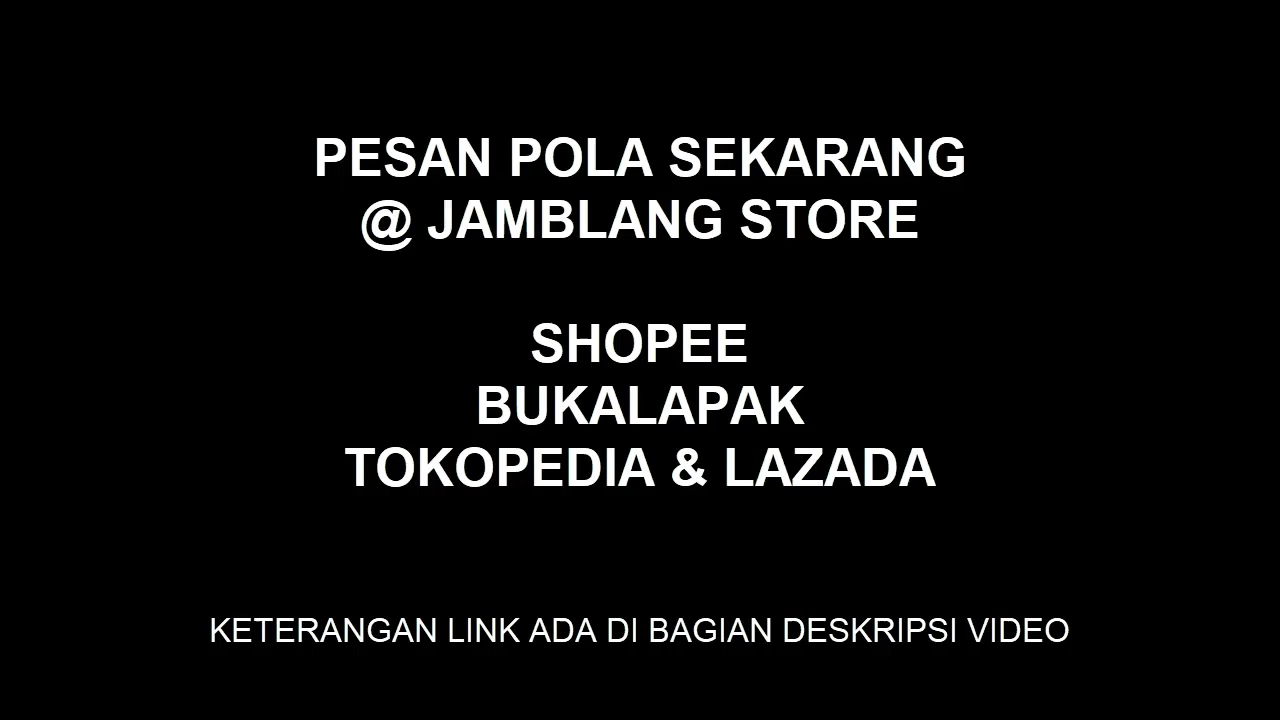 PESAN POLA SEKARANG
@ JAMBLANG STORE
SHOPEE
BUKALAPAK
TOKOPEDIA & LAZADA
KETERANGAN LINK ADA DI BAGIAN DESKRIPSI VIDEO